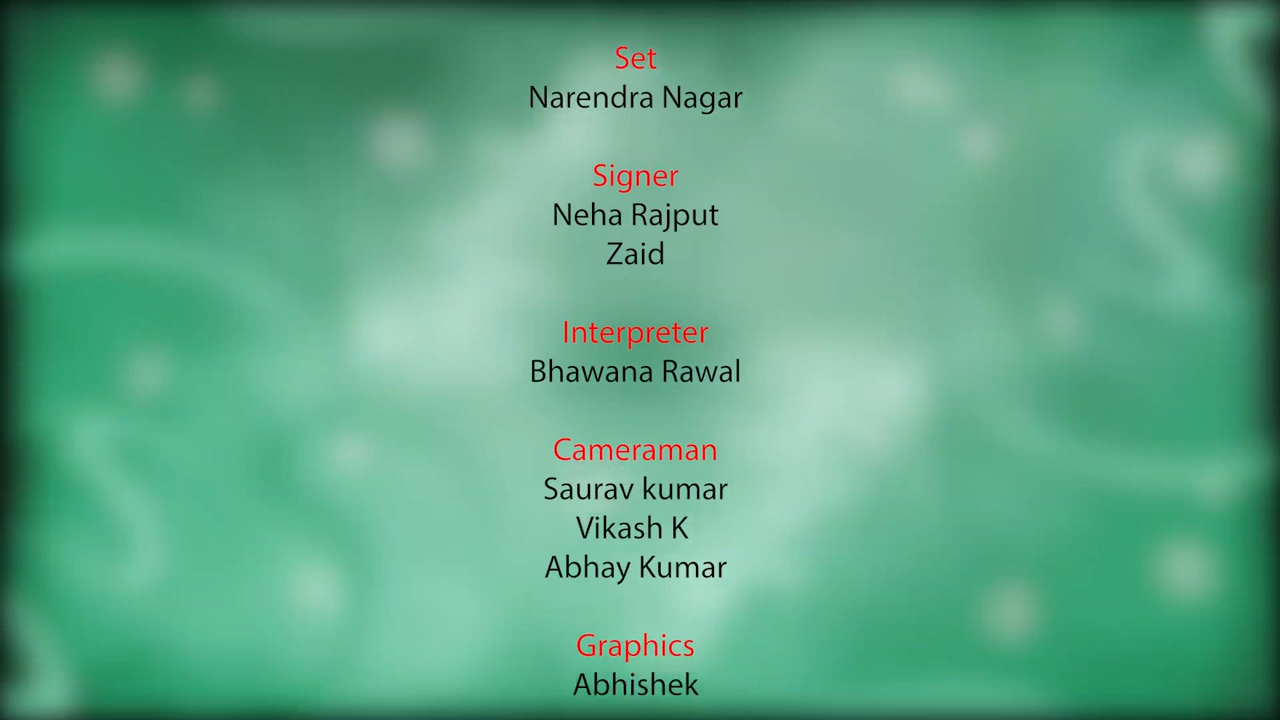 Set
Narendra Nagar
Signer
Neha Rajput
Zaid
Interpreter
Bhawana Rawal
Cameraman
Saurav kumar
Vikash K
Abhay Kumar
Graphics
Abhishek